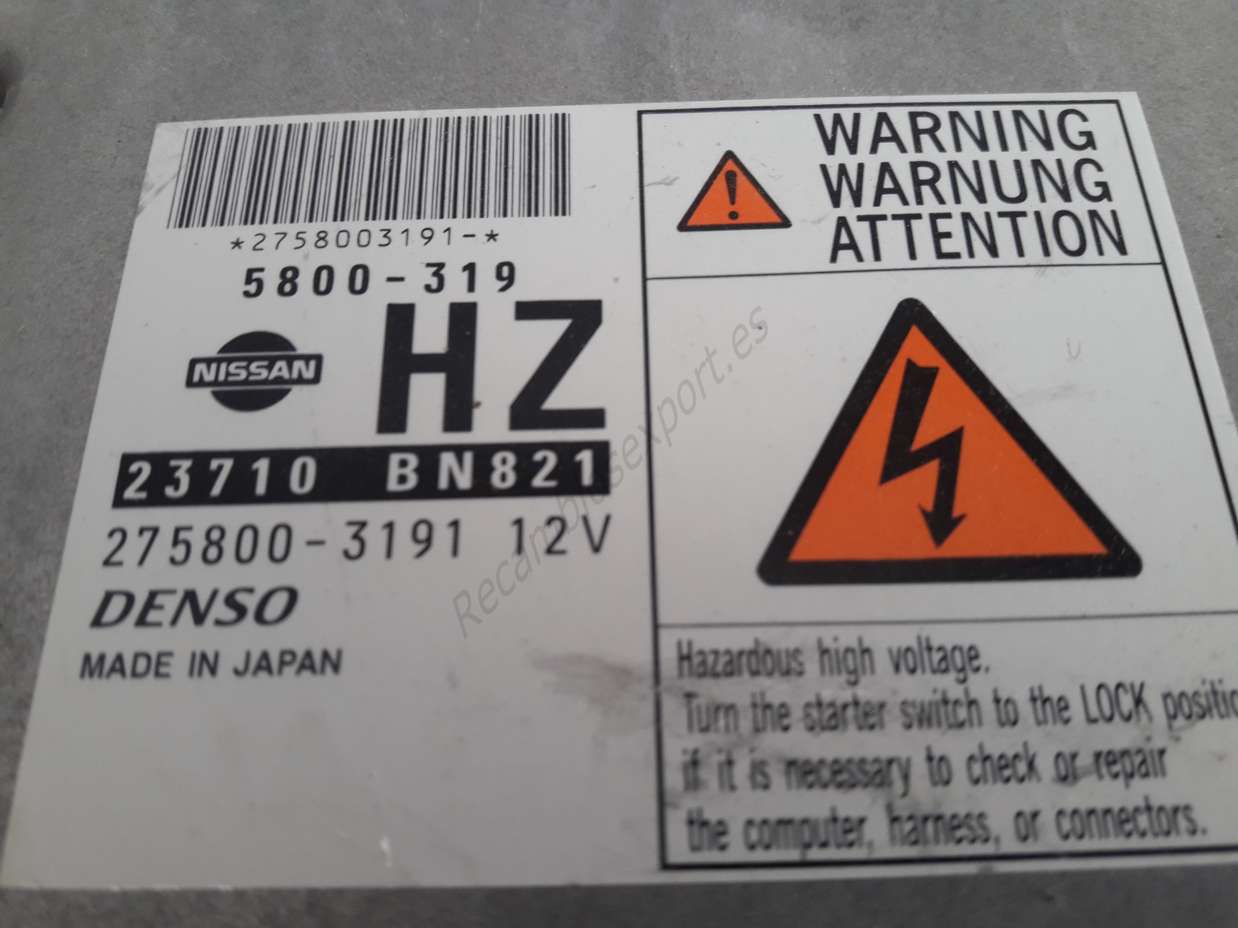 *2758003191-*
5800-319
NISSAN
HZ
23710 BN821
275800-3191 12V
DENSO
MADE IN JAPAN
WARNING
WARNUNG
ATTENTION
Hazardous high voltage.
Turn the starter switch to the LOCK
if it is necessary to check or repair
the computer, harness, or connectors.
Recambiosexport.es